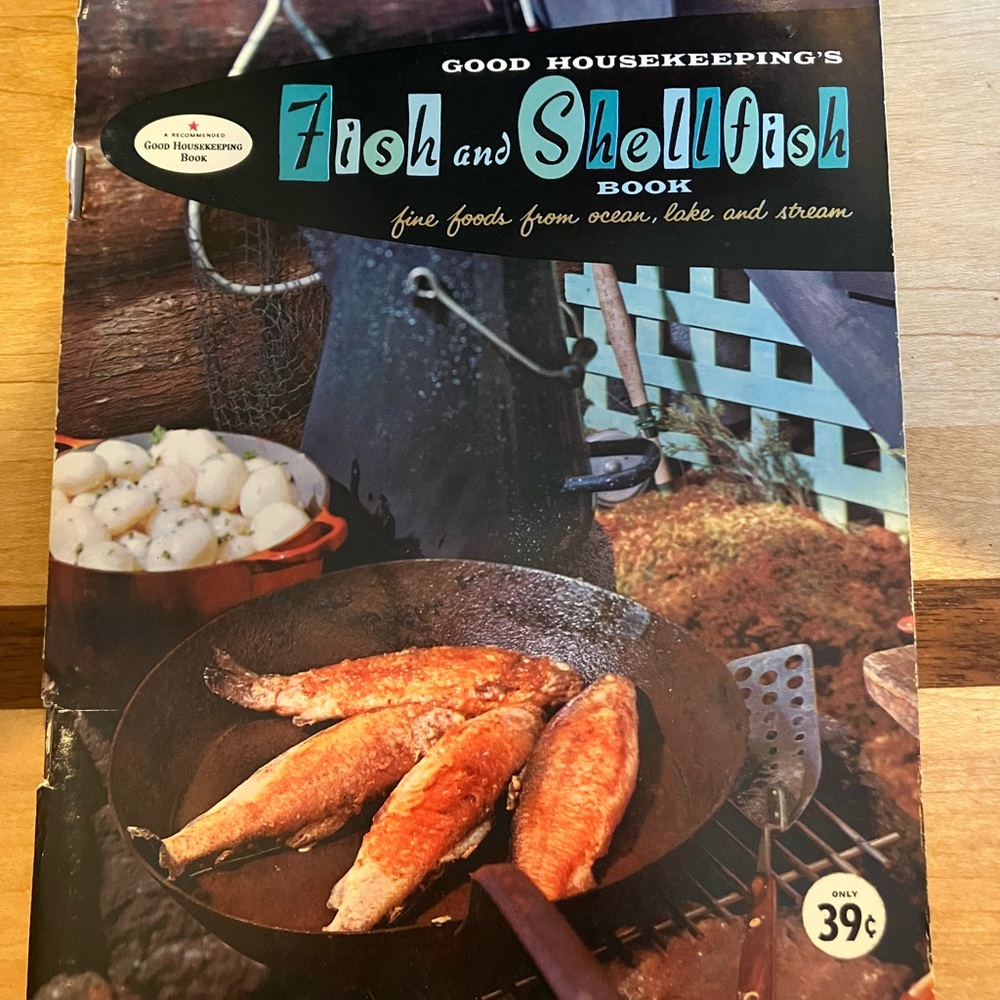 GOOD HOUSEKEEPING'S
Fish and Shellfish
BOOK
fine foods from ocean, lake and stream
A RECOMMENDED
GOOD HOUSEKEEPING
BOOK
ONLY
39¢